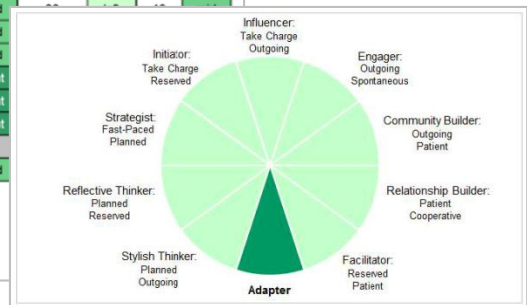 Influencer:
Take Charge
Outgoing
Initiator:
Take Charge
Reserved
Engager:
Outgoing
Spontaneous
Strategist:
Fast-Paced
Planned
Community Builder:
Outgoing
Patient
Reflective Thinker:
Planned
Reserved
Relationship Builder:
Patient
Cooperative
Stylish Thinker:
Planned
Outgoing
Facilitator:
Reserved
Patient
Adapter